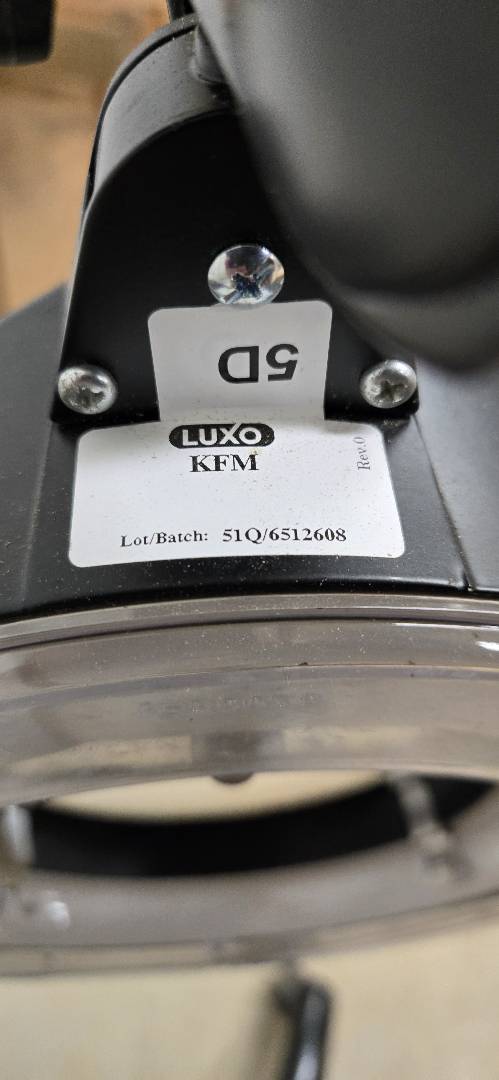 5D
LUXO
KFM
Rev.0
Lot/Batch: 51Q/6512608